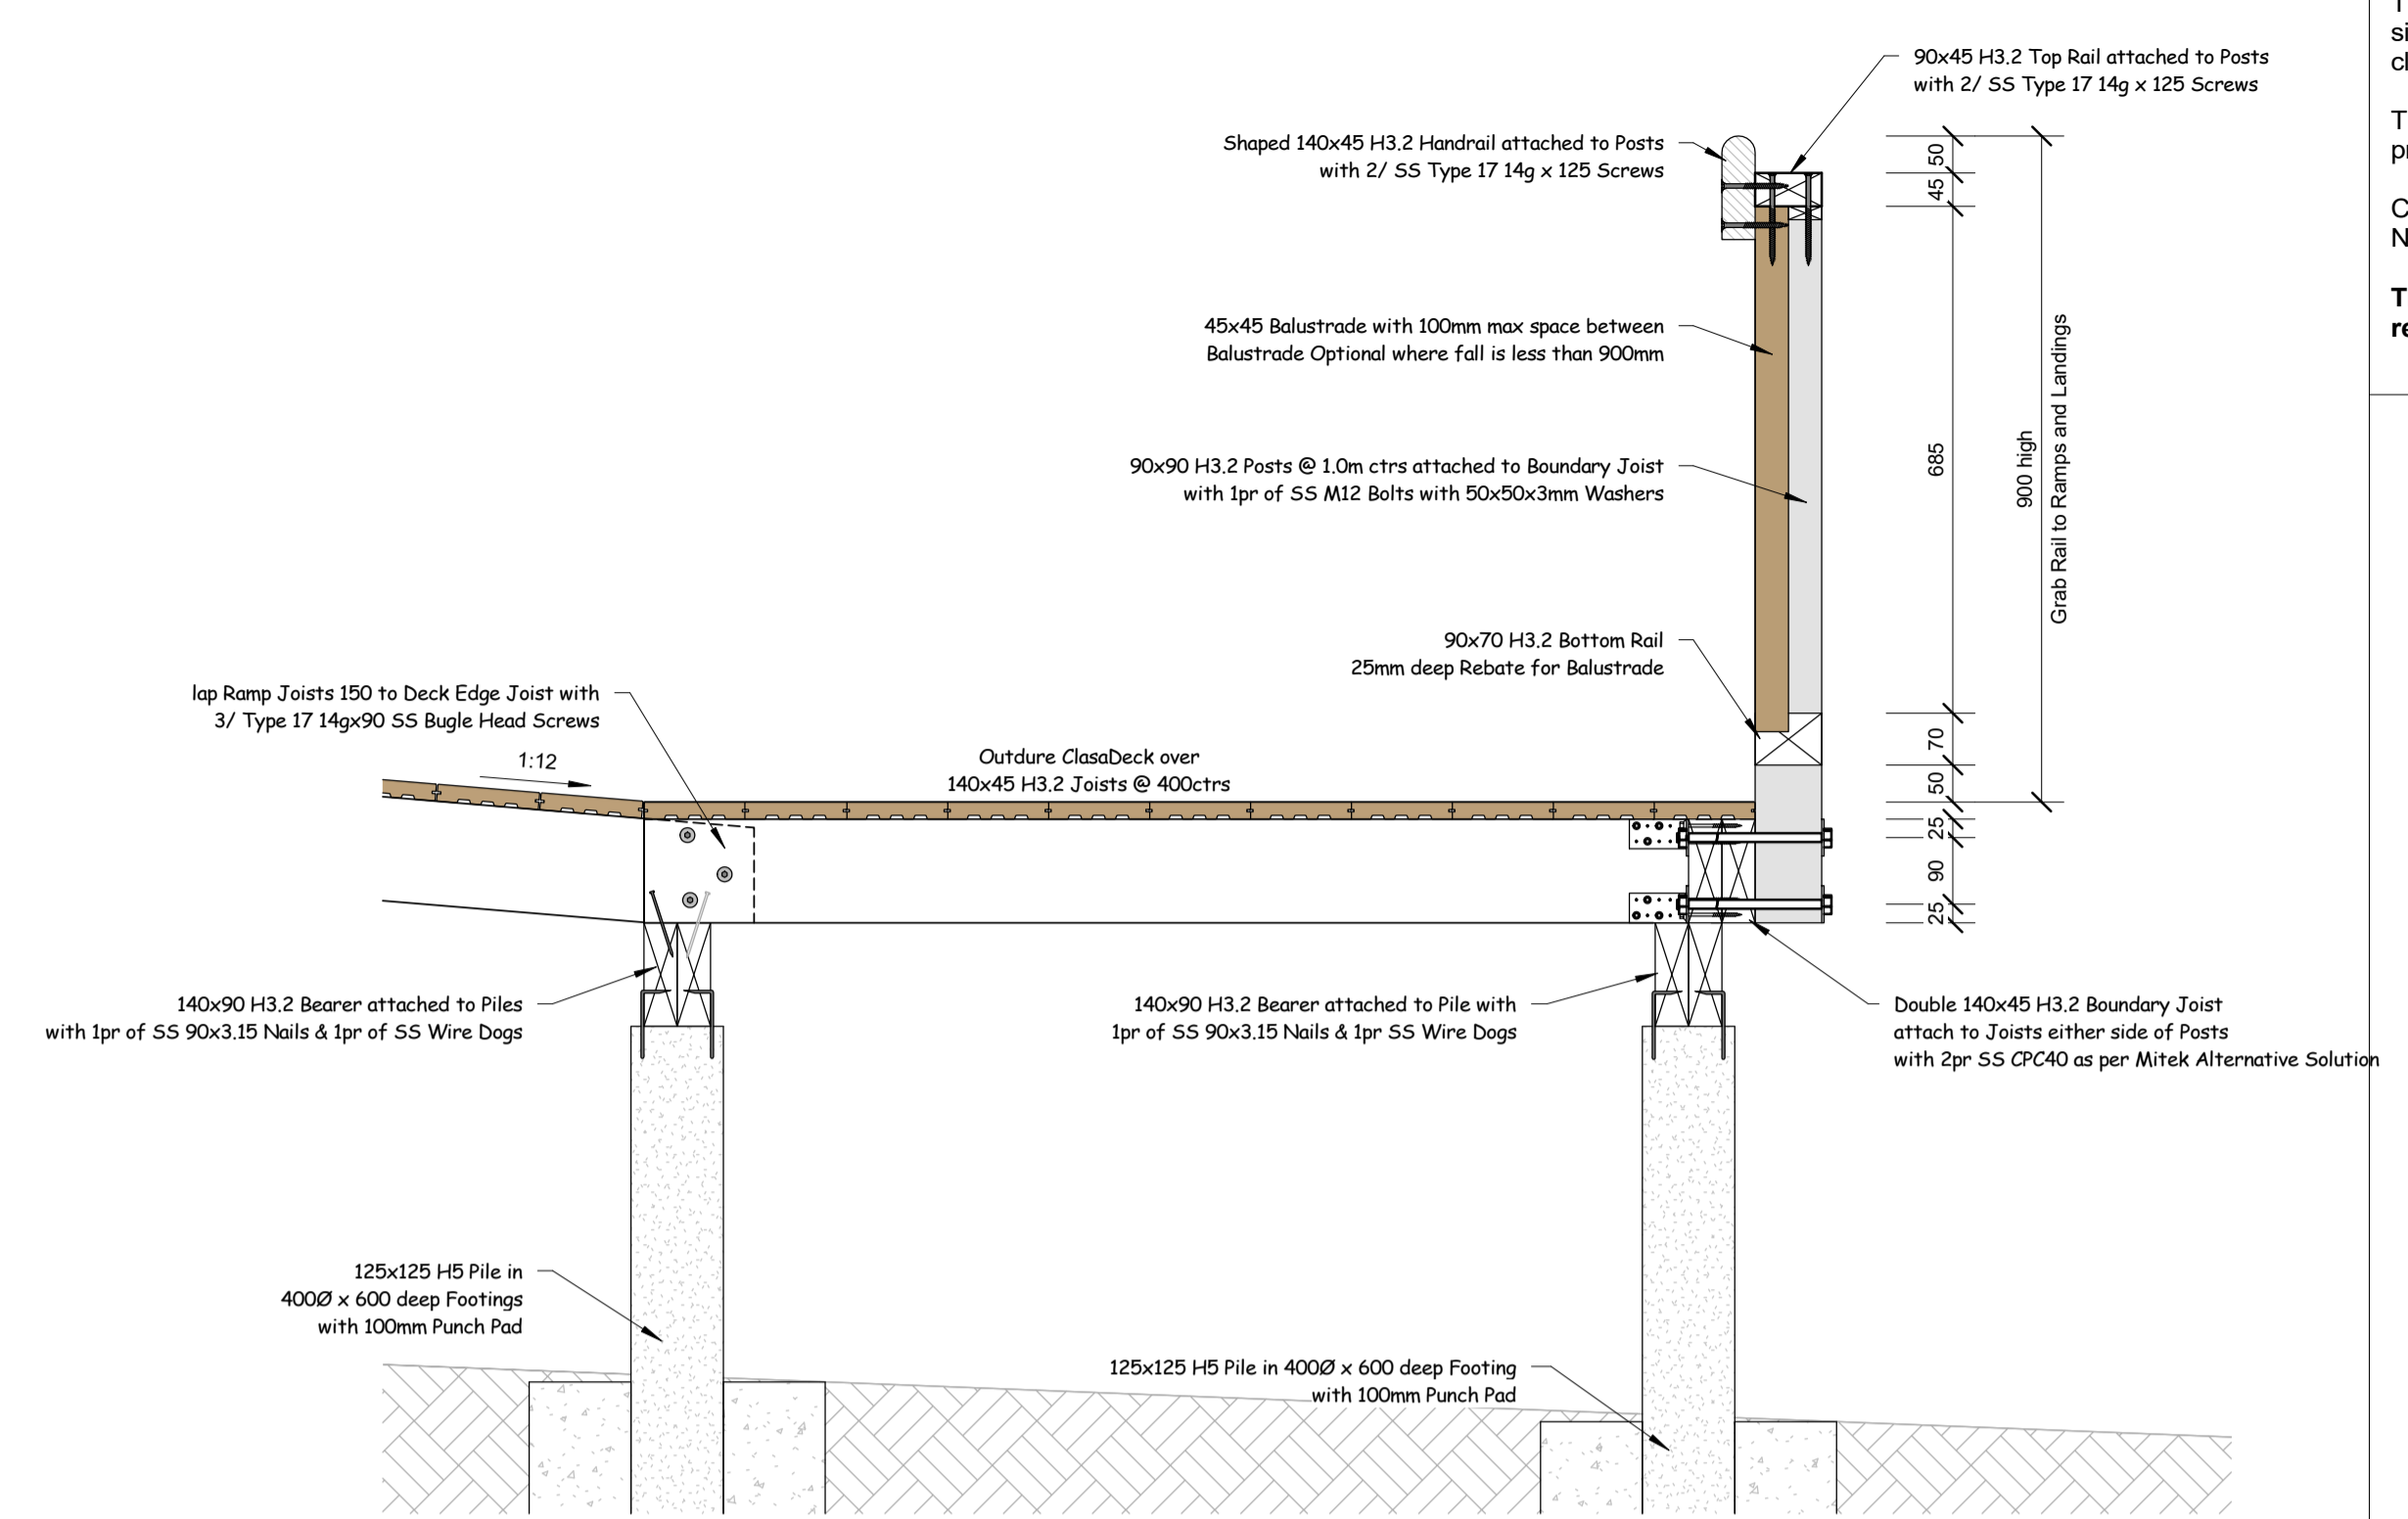 90x45 H3.2 Top Rail attached to Posts
with 2/ SS Type 17 14g x 125 Screws
Shaped 140x45 H3.2 Handrail attached to Posts
with 2/ SS Type 17 14g x 125 Screws
45x45 Balustrade with 100mm max space between
Balustrade Optional where fall is less than 900mm
90x90 H3.2 Posts @ 1.0m ctrs attached to Boundary Joist
with 1pr of SS M12 Bolts with 50x50x3mm Washers
90x70 H3.2 Bottom Rail
25mm deep Rebate for Balustrade
50
45
685
70
50
25
90
25
900 high
Grab Rail to Ramps and Landings
lap Ramp Joists 150 to Deck Edge Joist with
3/ Type 17 14gx90 SS Bugle Head Screws
1:12
Outdure ClasaDeck over
140x45 H3.2 Joists @ 400ctrs
140x90 H3.2 Bearer attached to Piles
with 1pr of SS 90x3.15 Nails & 1pr of SS Wire Dogs
140x90 H3.2 Bearer attached to Pile with
1pr of SS 90x3.15 Nails & 1pr SS Wire Dogs
Double 140x45 H3.2 Boundary Joist
attach to Joists either side of Posts
with 2pr SS CPC40 as per Mitek Alternative Solution
125x125 H5 Pile in
400Ø x 600 deep Footings
with 100mm Punch Pad
125x125 H5 Pile in 400Ø x 600 deep Footing
with 100mm Punch Pad